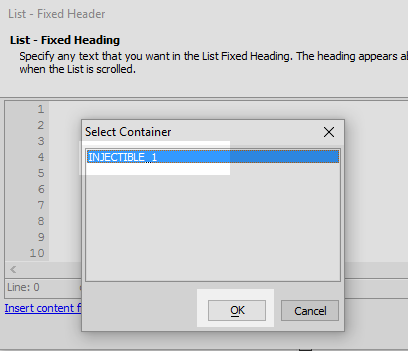 List - Fixed Header
List - Fixed Heading
Specify any text that you want in the List Fixed Heading. The heading appears
when the List is scrolled.
1
2
3
4
5
6
7
8
9
10
Select Container
INJECTIBLE_1
OK
Cancel
Line: 0
Insert content